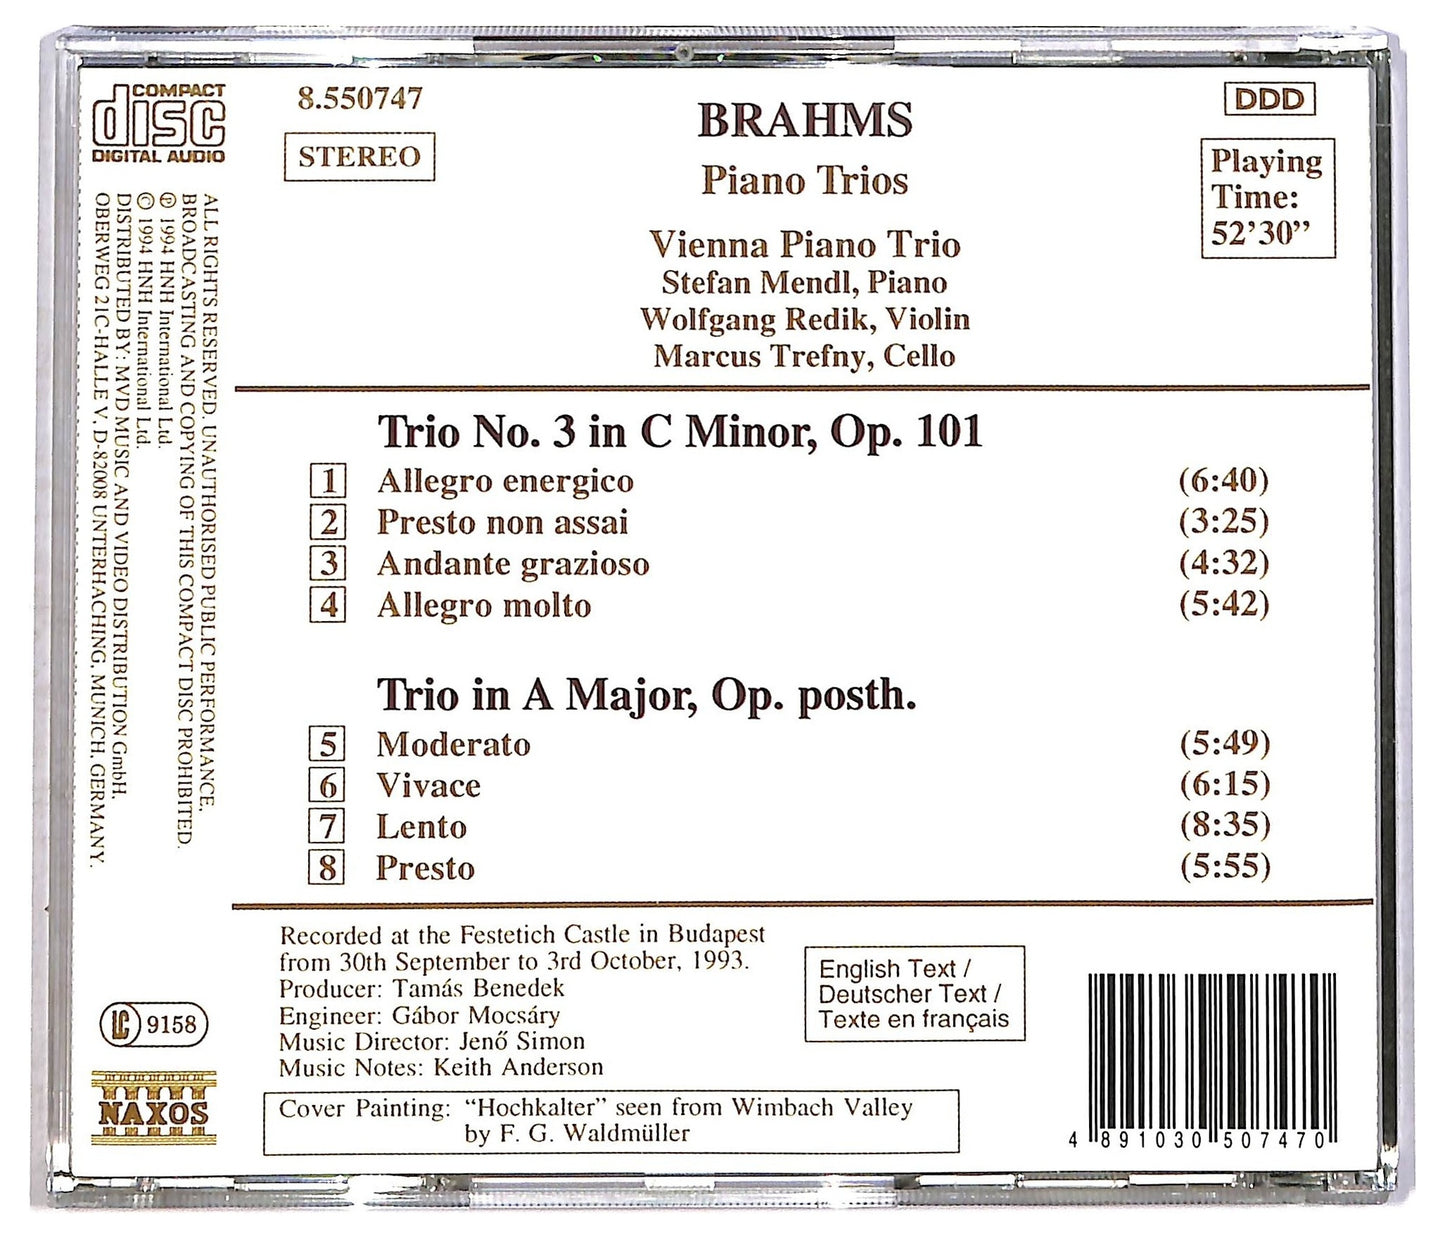 COMPACT
disc
DIGITAL AUDIO
8.550747
STEREO
BRAHMS
Piano Trios
Vienna Piano Trio
Stefan Mendl, Piano
Wolfgang Redik, Violin
Marcus Trefny, Cello
DDD
Playing
Time:
52’30”
ALL RIGHTS RESERVED. UNAUTHORISED PUBLIC PERFORMANCE,
BROADCASTING AND COPYING OF THIS COMPACT DISC PROHIBITED.
℗ 1994 HNH International Ltd.
© 1994 HNH International Ltd.
DISTRIBUTED BY: MVD MUSIC AND VIDEO DISTRIBUTION GmbH,
OBERWEG 21C-HALLE V, D-82008 UNTERHACHING, MUNICH, GERMANY.
Trio No. 3 in C Minor, Op. 101
1 Allegro energico (6:40)
2 Presto non assai (3:25)
3 Andante grazioso (4:32)
4 Allegro molto (5:42)
Trio in A Major, Op. posth.
5 Moderato (5:49)
6 Vivace (6:15)
7 Lento (8:35)
8 Presto (5:55)
Recorded at the Festetich Castle in Budapest
from 30th September to 3rd October, 1993.
Producer: Tamás Benedek
Engineer: Gábor Mocsáry
Music Director: Jenő Simon
Music Notes: Keith Anderson
Cover Painting: “Hochkalter” seen from Wimbach Valley
by F. G. Waldmüller
English Text /
Deutscher Text /
Texte en français
LC 9158
NAXOS
4 891030 507470